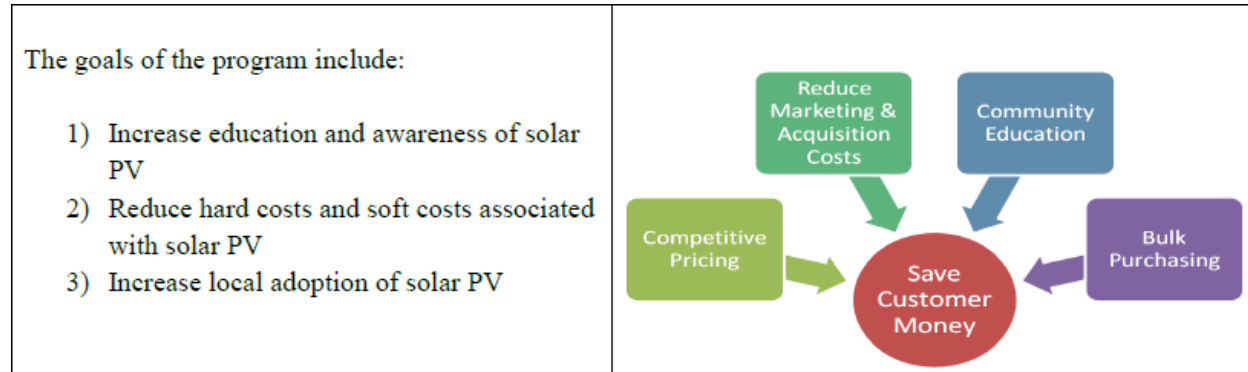 The goals of the program include:
1) Increase education and awareness of solar
PV
2) Reduce hard costs and soft costs associated
with solar PV
3) Increase local adoption of solar PV
Reduce
Marketing &
Acquisition
Costs
Community
Education
Competitive
Pricing
Bulk
Purchasing
Save
Customer
Money